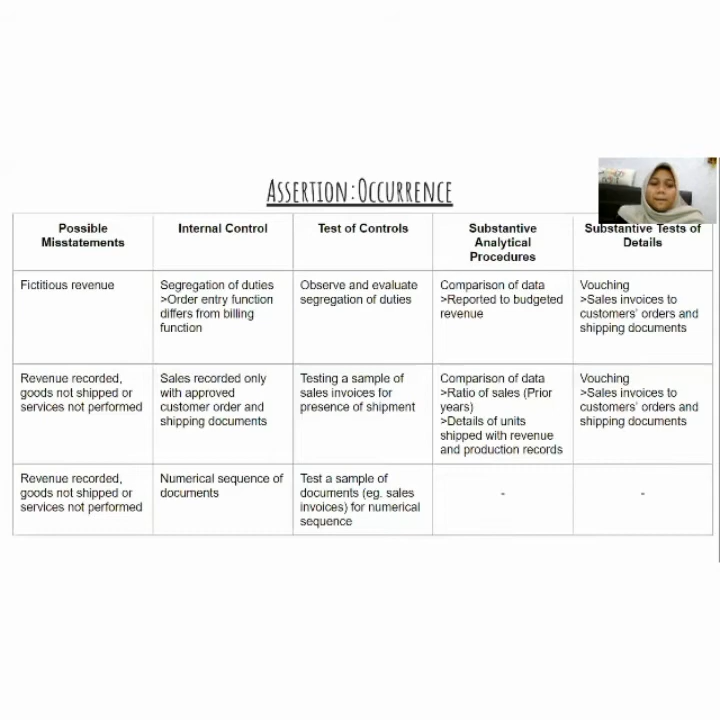 ASSERTION:OCCURRENCE
Possible
Misstatements
Internal Control
Test of Controls
Substantive
Analytical
Procedures
Substantive Tests of
Details
Fictitious revenue
Segregation of duties
>Order entry function
differs from billing
function
Observe and evaluate
segregation of duties
Comparison of data
>Reported to budgeted
revenue
Vouching
>Sales invoices to
customers' orders and
shipping documents
Revenue recorded,
goods not shipped or
services not performed
Sales recorded only
with approved
customer order and
shipping documents
Testing a sample of
sales invoices for
presence of shipment
Comparison of data
>Ratio of sales (Prior
years)
>Details of units
shipped with revenue
and production records
Vouching
>Sales invoices to
customers' orders and
shipping documents
Revenue recorded,
goods not shipped or
services not performed
Numerical sequence of
documents
Test a sample of
documents (eg. sales
invoices) for numerical
sequence
-
-